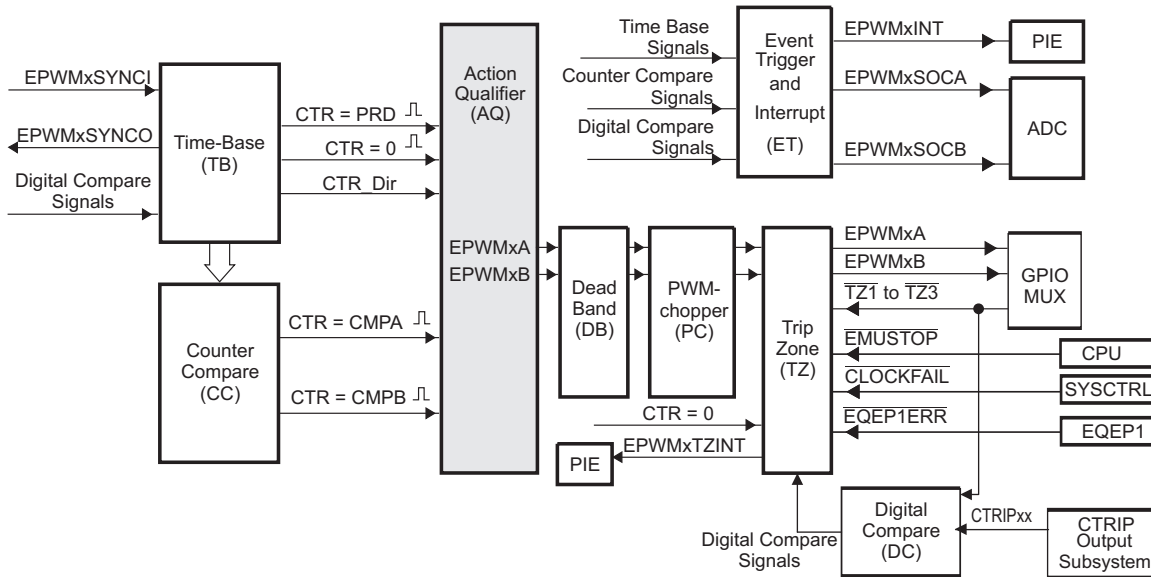 EPWMxSYNCI
EPWMxSYNCO
Digital Compare
Signals
Time-Base
(TB)
CTR = PRD
CTR = 0
CTR_Dir
Counter
Compare
(CC)
CTR = CMPA
CTR = CMPB
Action
Qualifier
(AQ)
EPWMxA
EPWMxB
Time Base
Signals
Counter Compare
Signals
Digital Compare
Signals
Event
Trigger
and
Interrupt
(ET)
EPWMxINT
EPWMxSOCA
EPWMxSOCB
PIE
ADC
Dead
Band
(DB)
PWM-
chopper
(PC)
Trip
Zone
(TZ)
EPWMxA
EPWMxB
TZ1 to TZ3
EMUSTOP
CLOCKFAIL
EQEP1ERR
GPIO
MUX
CPU
SYSCTRL
EQEP1
CTR = 0
EPWMxTZINT
PIE
Digital Compare
Signals
Digital
Compare
(DC)
CTRIPxx
CTRIP
Output
Subsystem